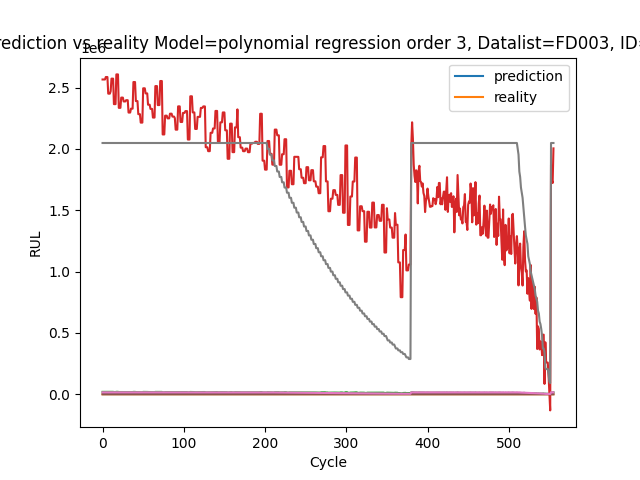 rediction vs reality Model=polynomial regression order 3, Datalist=FD003, ID=
1e6
prediction
reality
2.5
2.0
1.5
1.0
0.5
0.0
RUL
0 100 200 300 400 500
Cycle